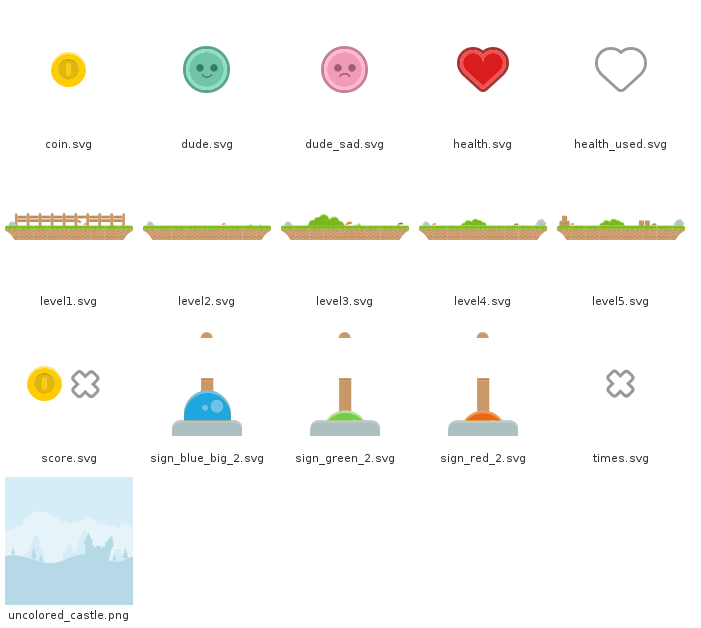 coin.svg
dude.svg
dude_sad.svg
health.svg
health_used.svg
level1.svg
level2.svg
level3.svg
level4.svg
level5.svg
score.svg
sign_blue_big_2.svg
sign_green_2.svg
sign_red_2.svg
times.svg
uncolored_castle.png